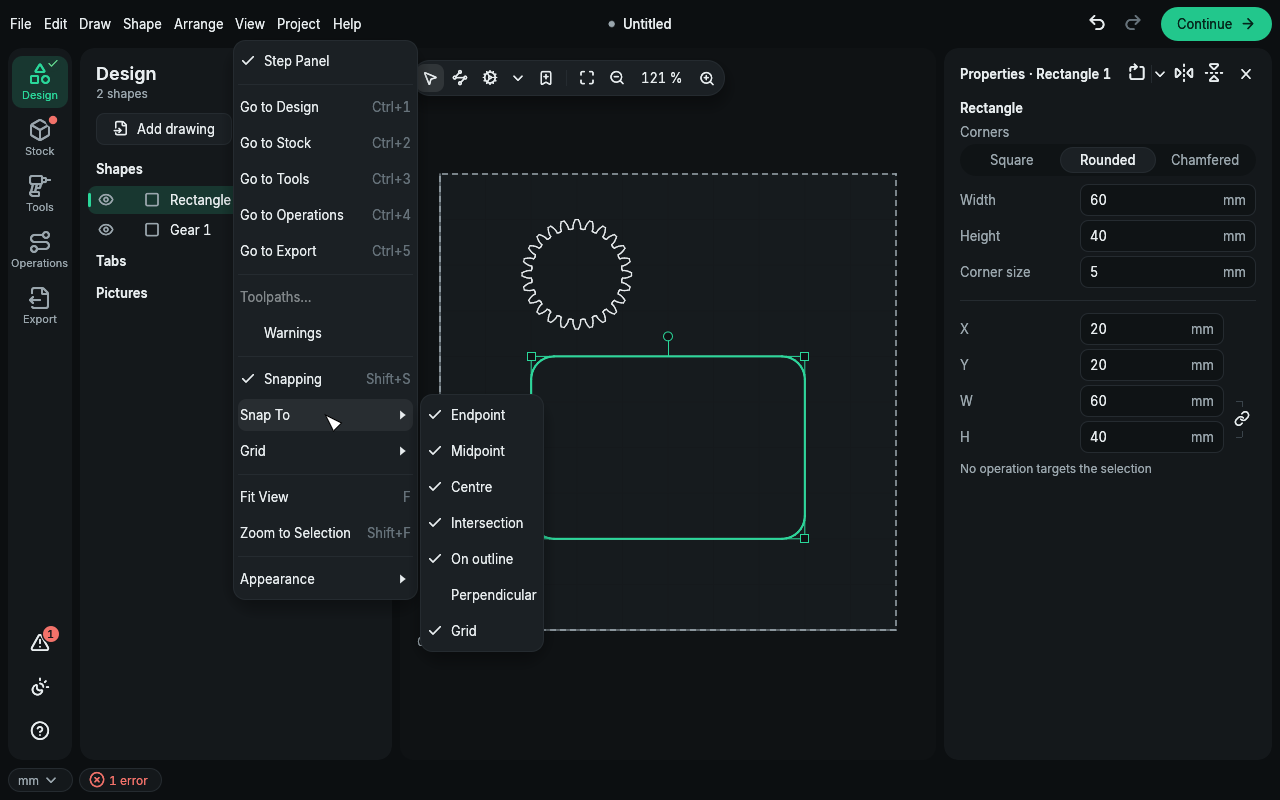 File Edit Draw Shape Arrange View Project Help
Untitled
Continue
Design
Stock
Tools
Operations
Export
1
Design
2 shapes
Add drawing
Shapes
Rectangle
Gear 1
Tabs
Pictures
Step Panel
Go to Design Ctrl+1
Go to Stock Ctrl+2
Go to Tools Ctrl+3
Go to Operations Ctrl+4
Go to Export Ctrl+5
Toolpaths...
Warnings
Snapping Shift+S
Snap To
Grid
Fit View F
Zoom to Selection Shift+F
Appearance
Endpoint
Midpoint
Centre
Intersection
On outline
Perpendicular
Grid
121 %
Properties · Rectangle 1
Rectangle
Corners
Square Rounded Chamfered
Width 60 mm
Height 40 mm
Corner size 5 mm
X 20 mm
Y 20 mm
W 60 mm
H 40 mm
No operation targets the selection
mm
1 error